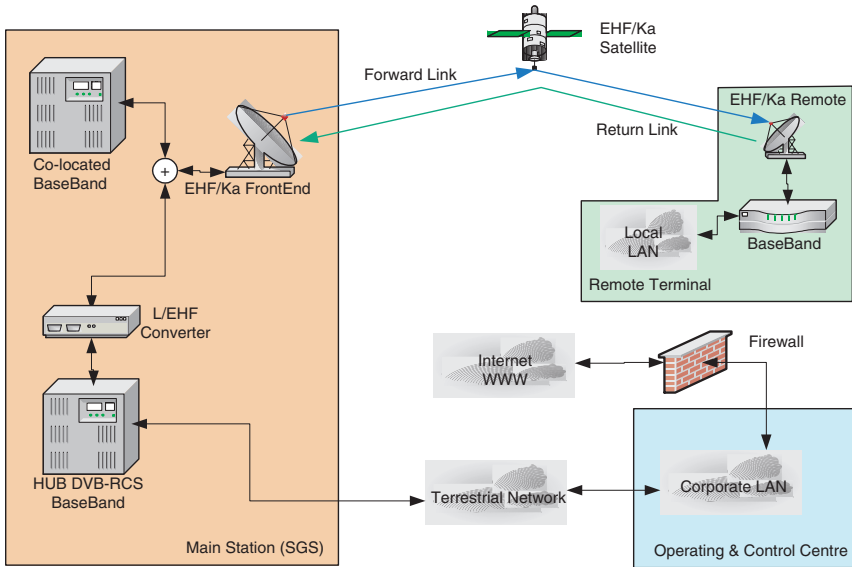 EHF/Ka
Satellite
Forward Link
EHF/Ka Remote
Return Link
Co-located
BaseBand
+
EHF/Ka FrontEnd
Local
LAN
BaseBand
Remote Terminal
L/EHF
Converter
Firewall
Internet
WWW
HUB DVB-RCS
BaseBand
Terrestrial Network
Corporate LAN
Main Station (SGS)
Operating & Control Centre